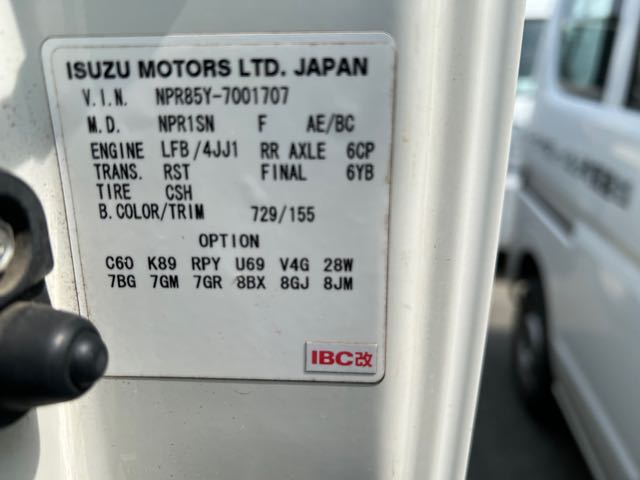 ISUZU MOTORS LTD. JAPAN
V.I.N. NPR85Y-7001707
M.D. NPR1SN F AE/BC
ENGINE LFB/4JJ1 RR AXLE 6CP
TRANS. RST FINAL 6YB
TIRE CSH
B.COLOR/TRIM 729/155
OPTION
C60 K89 RPY U69 V4G 28W
7BG 7GM 7GR 8BX 8GJ 8JM
IBC改